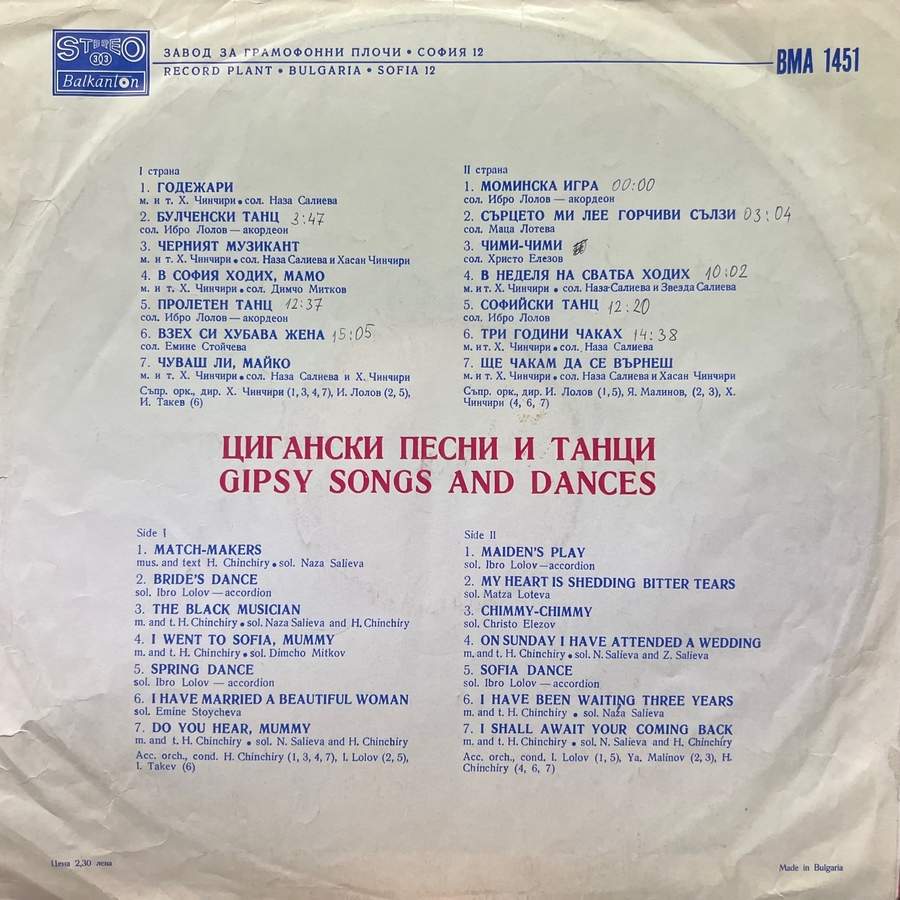 STEREO
33
Balkanton
ЗАВОД ЗА ГРАМОФОННИ ПЛОЧИ • СОФИЯ 12
RECORD PLANT • BULGARIA • SOFIA 12
ВМА 1451
I страна
1. ГОДЕЖАРИ
м. и т. Х. Чинчири • сол. Наза Салиева
2. БУЛЧЕНСКИ ТАНЦ 3:47
сол. Ибро Лолов — акордеон
3. ЧЕРНИЯТ МУЗИКАНТ
м. и т. Х. Чинчири • сол. Наза Салиева и Хасан Чинчири
4. В СОФИЯ ХОДИХ, МАМО
м. и т. Х. Чинчири • сол. Димчо Митков
5. ПРОЛЕТЕН ТАНЦ 12:37
сол. Ибро Лолов — акордеон
6. ВЗЕХ СИ ХУБАВА ЖЕНА 15:05
сол. Емине Стойчева
7. ЧУВАШ ЛИ, МАЙКО
м. и т. Х. Чинчири • сол. Наза Салиева и Х. Чинчири
Съпр. орк., дир. Х. Чинчири (1, 3, 4, 7), И. Лолов (2, 5),
И. Такев (6)
II страна
1. МОМИНСКА ИГРА 00:00
сол. Ибро Лолов — акордеон
2. СЪРЦЕТО МИ ЛЕЕ ГОРЧИВИ СЪЛЗИ 03:04
сол. Маца Лотева
3. ЧИМИ-ЧИМИ
сол. Христо Елезов
4. В НЕДЕЛЯ НА СВАТБА ХОДИХ 10:02
м. и т. Х. Чинчири • сол. Наза Салиева и Звезда Салиева
5. СОФИЙСКИ ТАНЦ 12:20
сол. Ибро Лолов
6. ТРИ ГОДИНИ ЧАКАХ 14:38
м. и т. Х. Чинчири • сол. Наза Салиева
7. ЩЕ ЧАКАМ ДА СЕ ВЪРНЕШ
м. и т. Х. Чинчири • сол. Наза Салиева и Хасан Чинчири
Съпр. орк., дир. И. Лолов (1, 5), Я. Малинов, (2, 3), Х.
Чинчири (4, 6, 7)
ЦИГАНСКИ ПЕСНИ И ТАНЦИ
GIPSY SONGS AND DANCES
Side I
1. MATCH-MAKERS
mus. and text H. Chinchiry • sol. Naza Salieva
2. BRIDE'S DANCE
sol. Ibro Lolov — accordion
3. THE BLACK MUSICIAN
m. and t. H. Chinchiry • sol. Naza Salieva and H. Chinchiry
4. I WENT TO SOFIA, MUMMY
m. and t. H. Chinchiry • sol. Dimcho Mitkov
5. SPRING DANCE
sol. Ibro Lolov — accordion
6. I HAVE MARRIED A BEAUTIFUL WOMAN
sol. Emine Stoycheva
7. DO YOU HEAR, MUMMY
m. and t. H. Chinchiry • sol. N. Salieva and H. Chinchiry
Acc. orch., cond. H. Chinchiry (1, 3, 4, 7), I. Lolov (2, 5),
I. Takev (6)
Side II
1. MAIDEN'S PLAY
sol. Ibro Lolov — accordion
2. MY HEART IS SHEDDING BITTER TEARS
sol. Matza Loteva
3. CHIMMY-CHIMMY
sol. Christo Elezov
4. ON SUNDAY I HAVE ATTENDED A WEDDING
m. and t. H. Chinchiry • sol. N. Salieva and Z. Salieva
5. SOFIA DANCE
sol. Ibro Lolov — accordion
6. I HAVE BEEN WAITING THREE YEARS
m. and t. H. Chinchiry • sol. Naza Salieva
7. I SHALL AWAIT YOUR COMING BACK
m. and t. H. Chinchiry • sol. N. Salieva and H. Chinchiry
Acc. orch., cond. I. Lolov (1, 5), Ya. Malinov (2, 3), H.
Chinchiry (4, 6, 7)
Цена 2,30 лева
Made in Bulgaria